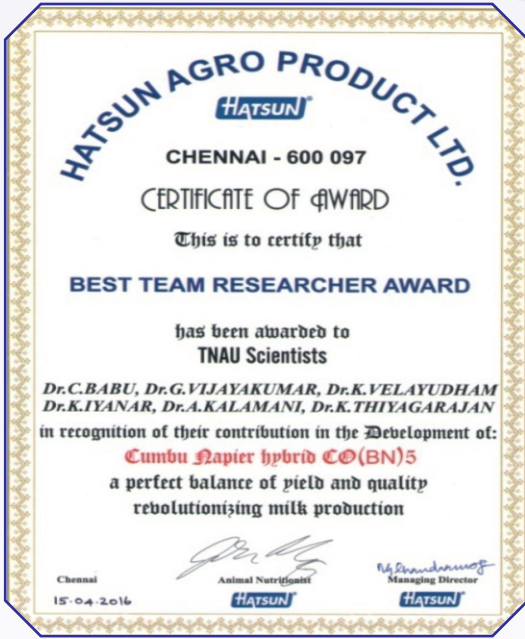 HATSUN AGRO PRODUCT LTD.
HATSUN®
CHENNAI - 600 097
CERTIFICATE OF AWARD
This is to certify that
BEST TEAM RESEARCHER AWARD
has been awarded to
TNAU Scientists
Dr.C.BABU, Dr.G.VIJAYAKUMAR, Dr.K.VELAYUDHAM
Dr.K.IYANAR, Dr.A.KALAMANI, Dr.K.THIYAGARAJAN
in recognition of their contribution in the Development of:
Cumbu Napier hybrid CO(BN)5
a perfect balance of yield and quality
revolutionizing milk production
Chennai
15.04.2016
Animal Nutritionist
HATSUN®
Managing Director
HATSUN®